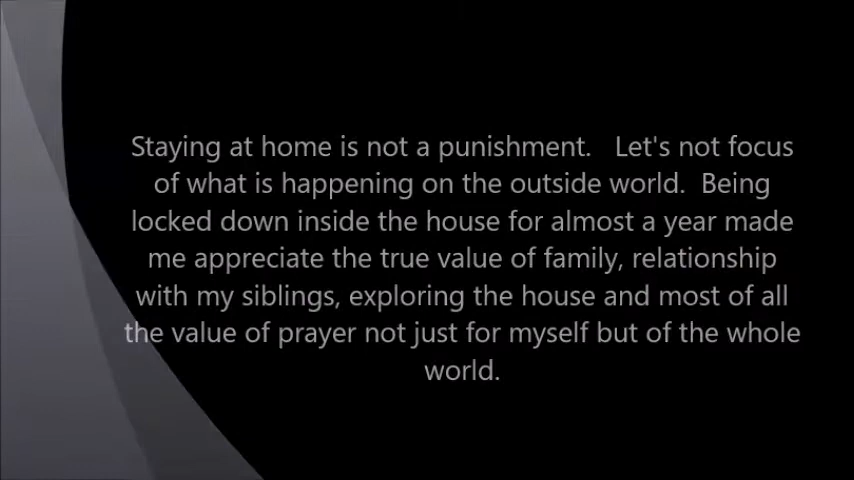 Staying at home is not a punishment.   Let's not focus
of what is happening on the outside world.  Being
locked down inside the house for almost a year made
me appreciate the true value of family, relationship
with my siblings, exploring the house and most of all
the value of prayer not just for myself but of the whole
world.